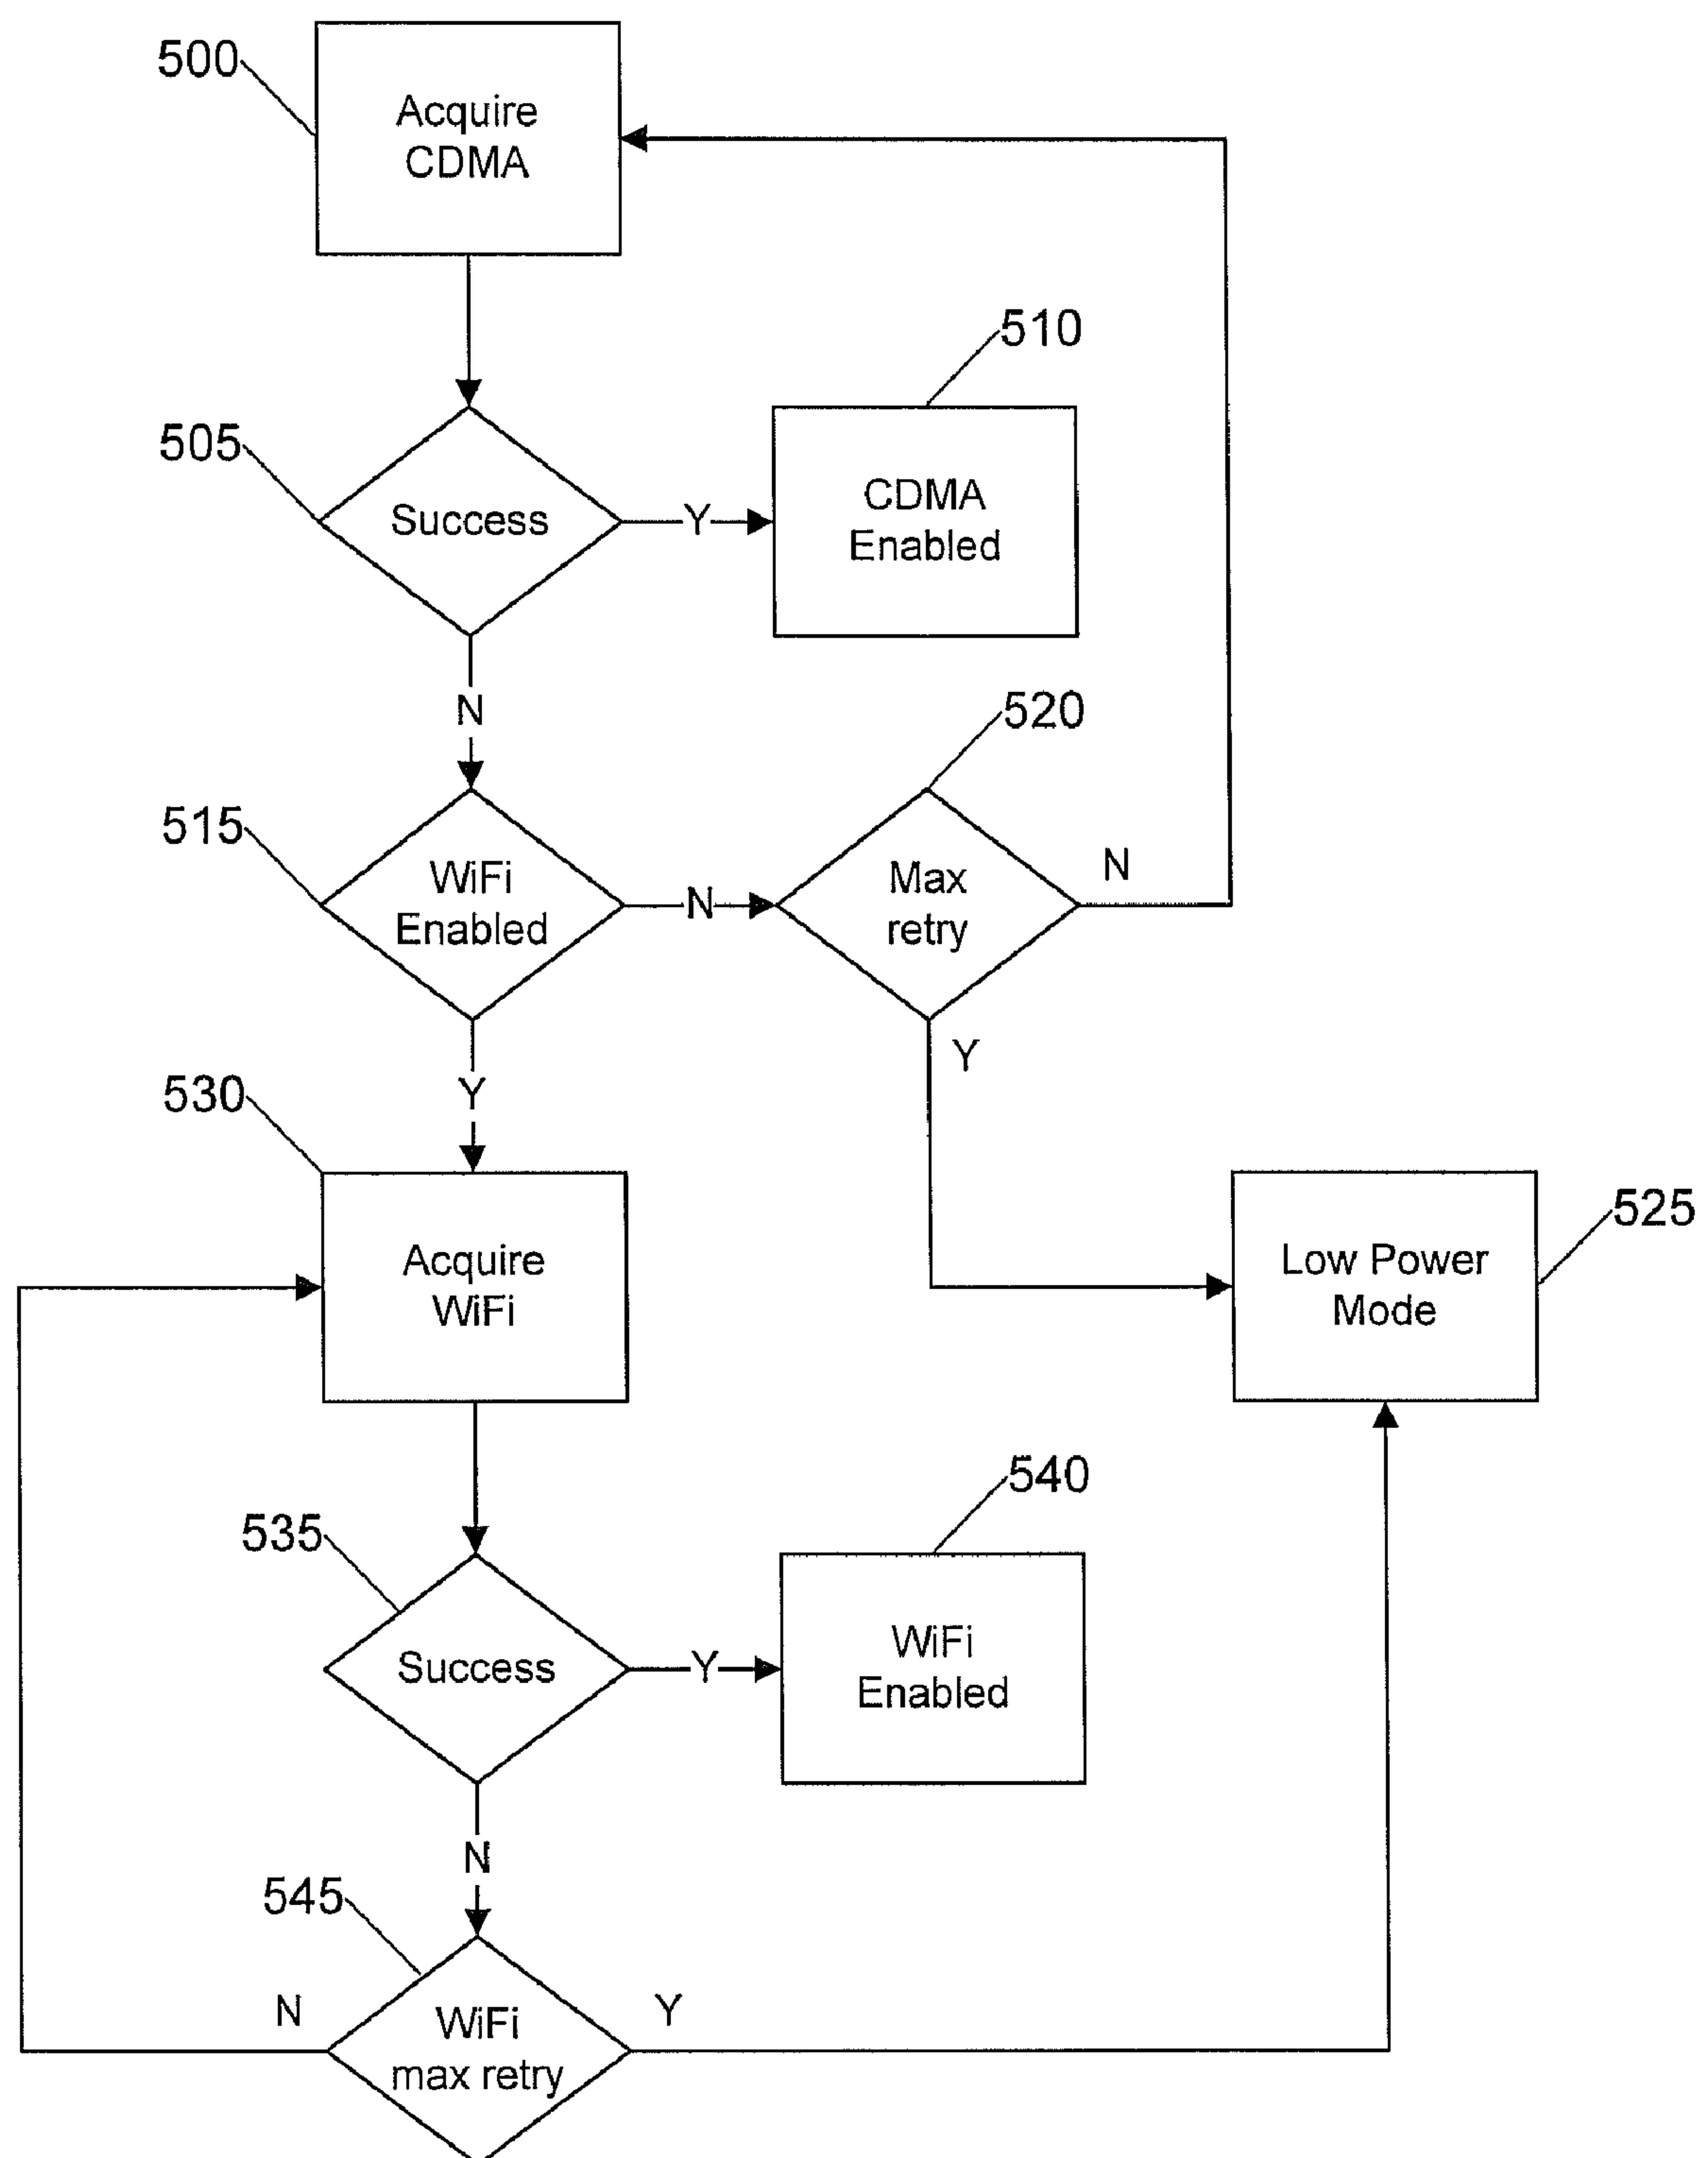 500
Acquire
CDMA
510
505
Success
Y
CDMA
Enabled
N
520
515
WiFi
Enabled
N
Max
retry
N
Y
Y
530
Acquire
WiFi
525
Low Power
Mode
540
535
Success
Y
WiFi
Enabled
N
545
N
WiFi
max retry
Y